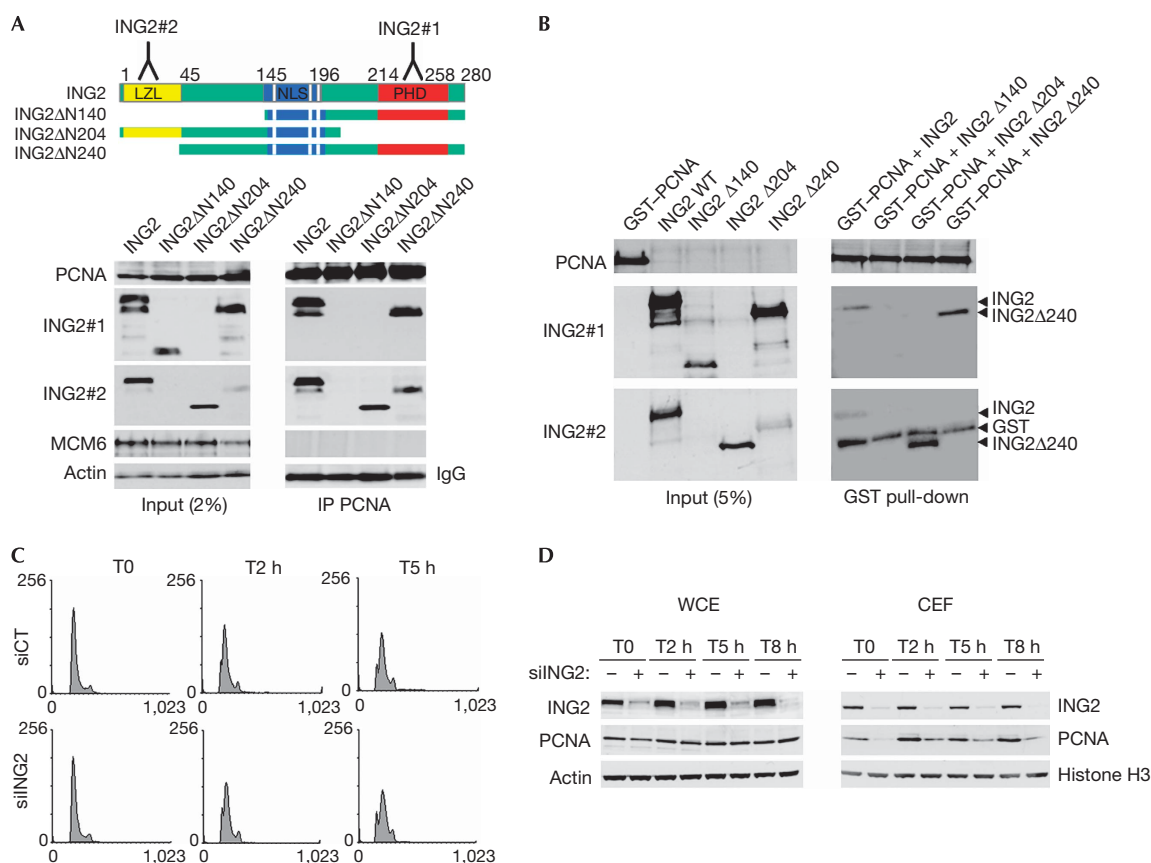 A
ING2#2
ING2#1
1 45 145 196 214 258 280
ING2 LZL NLS PHD
ING2ΔN140
ING2ΔN204
ING2ΔN240
ING2 ING2ΔN140 ING2ΔN204 ING2ΔN240
ING2 ING2ΔN140 ING2ΔN204 ING2ΔN240
PCNA
ING2#1
ING2#2
MCM6
Actin IgG
Input (2%) IP PCNA
B
GST–PCNA ING2 WT ING2 Δ140 ING2 Δ204 ING2 Δ240
GST-PCNA + ING2 GST-PCNA + ING2 Δ140 GST-PCNA + ING2 Δ204 GST-PCNA + ING2 Δ240
PCNA
ING2#1
ING2
ING2Δ240
ING2#2
ING2
GST
ING2Δ240
Input (5%) GST pull-down
C
T0 T2 h T5 h
siCT
256 256 256
0 0 0
0 1,023 0 1,023 0 1,023
siING2
256 256 256
0 0 0
0 1,023 0 1,023 0 1,023
D
WCE CEF
T0 T2 h T5 h T8 h T0 T2 h T5 h T8 h
siING2: – + – + – + – + – + – + – + – +
ING2 ING2
PCNA PCNA
Actin Histone H3